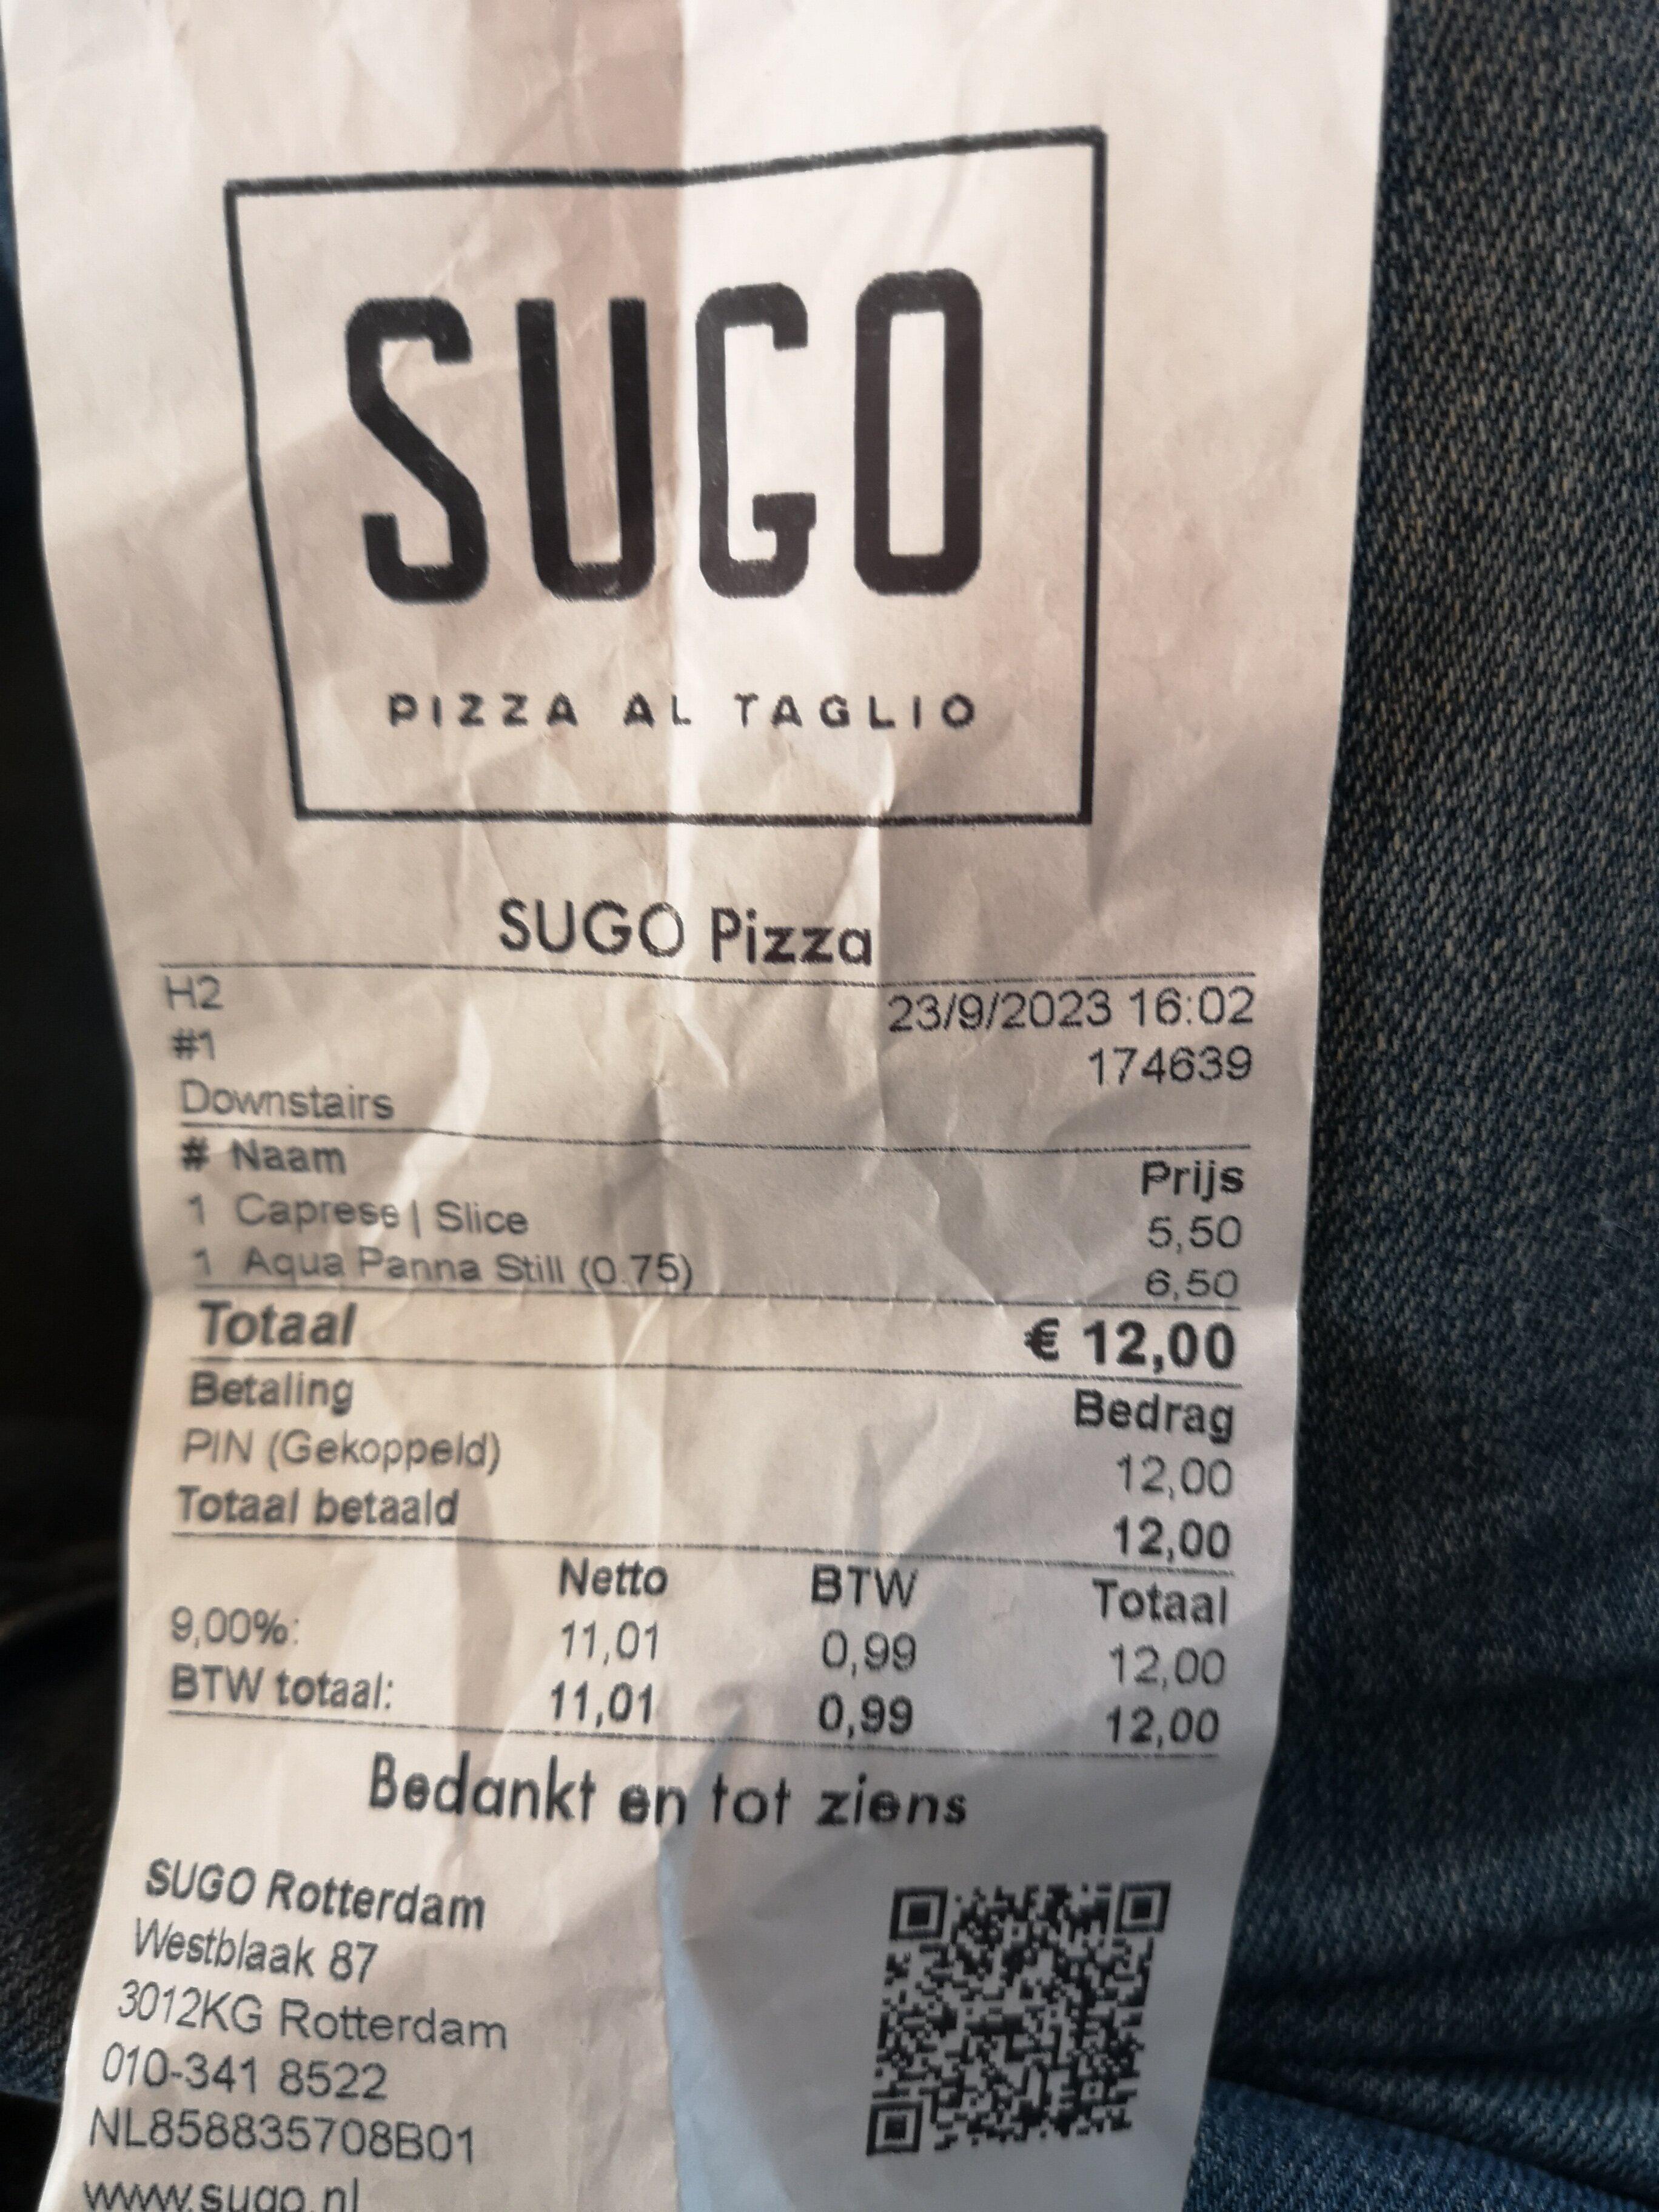 SUGO
PIZZA AL TAGLIO
SUGO Pizza
H2 23/9/2023 16:02
#1 174639
Downstairs
# Naam Prijs
1 Caprese | Slice 5,50
1 Aqua Panna Still (0.75) 6,50
Totaal € 12,00
Betaling Bedrag
PIN (Gekoppeld) 12,00
Totaal betaald 12,00
Netto BTW Totaal
9,00%: 11,01 0,99 12,00
BTW totaal: 11,01 0,99 12,00
Bedankt en tot ziens
SUGO Rotterdam
Westblaak 87
3012KG Rotterdam
010-341 8522
NL858835708B01
www.sugo.nl